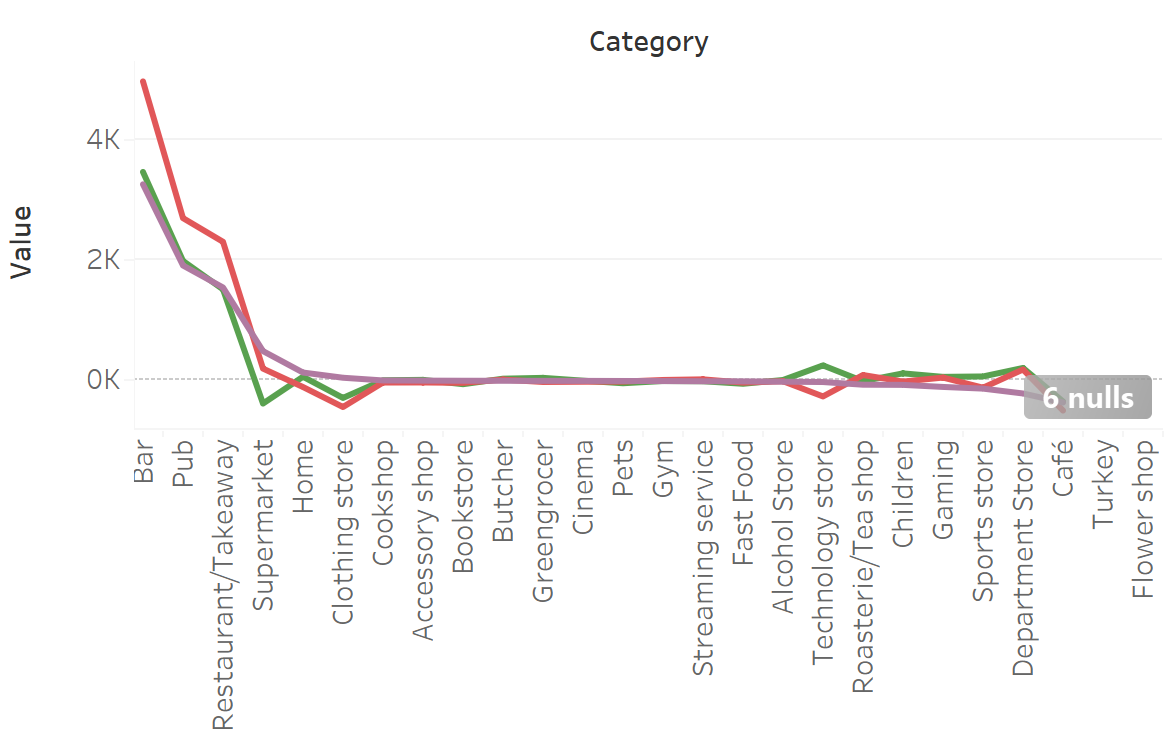 Category
Value
4K
2K
0K
6 nulls
Bar
Pub
Restaurant/Takeaway
Supermarket
Home
Clothing store
Cookshop
Accessory shop
Bookstore
Butcher
Greengrocer
Cinema
Pets
Gym
Streaming service
Fast Food
Alcohol Store
Technology store
Roasterie/Tea shop
Children
Gaming
Sports store
Department Store
Café
Turkey
Flower shop